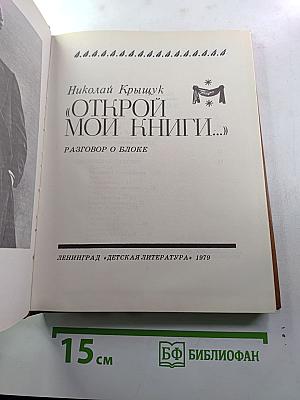 Николай Крыщук
«ОТКРОЙ
МОИ КНИГИ...»
РАЗГОВОР О БЛОКЕ
ЛЕНИНГРАД «ДЕТСКАЯ ЛИТЕРАТУРА» 1979
15 см
БФ БИБЛИОФАН